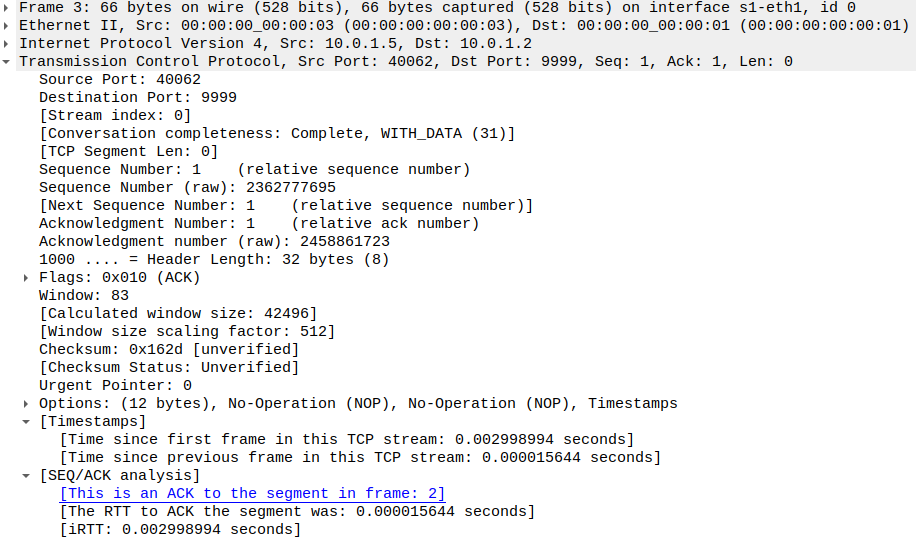 Frame 3: 66 bytes on wire (528 bits), 66 bytes captured (528 bits) on interface s1-eth1, id 0
Ethernet II, Src: 00:00:00_00:00:03 (00:00:00:00:00:03), Dst: 00:00:00_00:00:01 (00:00:00:00:00:01)
Internet Protocol Version 4, Src: 10.0.1.5, Dst: 10.0.1.2
Transmission Control Protocol, Src Port: 40062, Dst Port: 9999, Seq: 1, Ack: 1, Len: 0
Source Port: 40062
Destination Port: 9999
[Stream index: 0]
[Conversation completeness: Complete, WITH_DATA (31)]
[TCP Segment Len: 0]
Sequence Number: 1    (relative sequence number)
Sequence Number (raw): 2362777695
[Next Sequence Number: 1    (relative sequence number)]
Acknowledgment Number: 1    (relative ack number)
Acknowledgment number (raw): 2458861723
1000 .... = Header Length: 32 bytes (8)
Flags: 0x010 (ACK)
Window: 83
[Calculated window size: 42496]
[Window size scaling factor: 512]
Checksum: 0x162d [unverified]
[Checksum Status: Unverified]
Urgent Pointer: 0
Options: (12 bytes), No-Operation (NOP), No-Operation (NOP), Timestamps
[Timestamps]
[Time since first frame in this TCP stream: 0.002998994 seconds]
[Time since previous frame in this TCP stream: 0.000015644 seconds]
[SEQ/ACK analysis]
[This is an ACK to the segment in frame: 2]
[The RTT to ACK the segment was: 0.000015644 seconds]
[iRTT: 0.002998994 seconds]